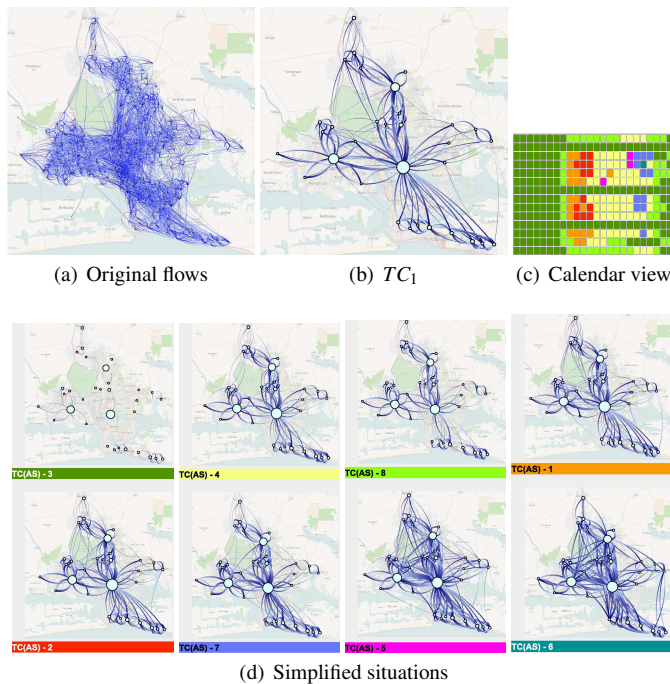 (a) Original flows
(b) TC1
(c) Calendar view
TC(AS) - 3
TC(AS) - 4
TC(AS) - 8
TC(AS) - 1
TC(AS) - 2
TC(AS) - 7
TC(AS) - 5
TC(AS) - 6
(d) Simplified situations